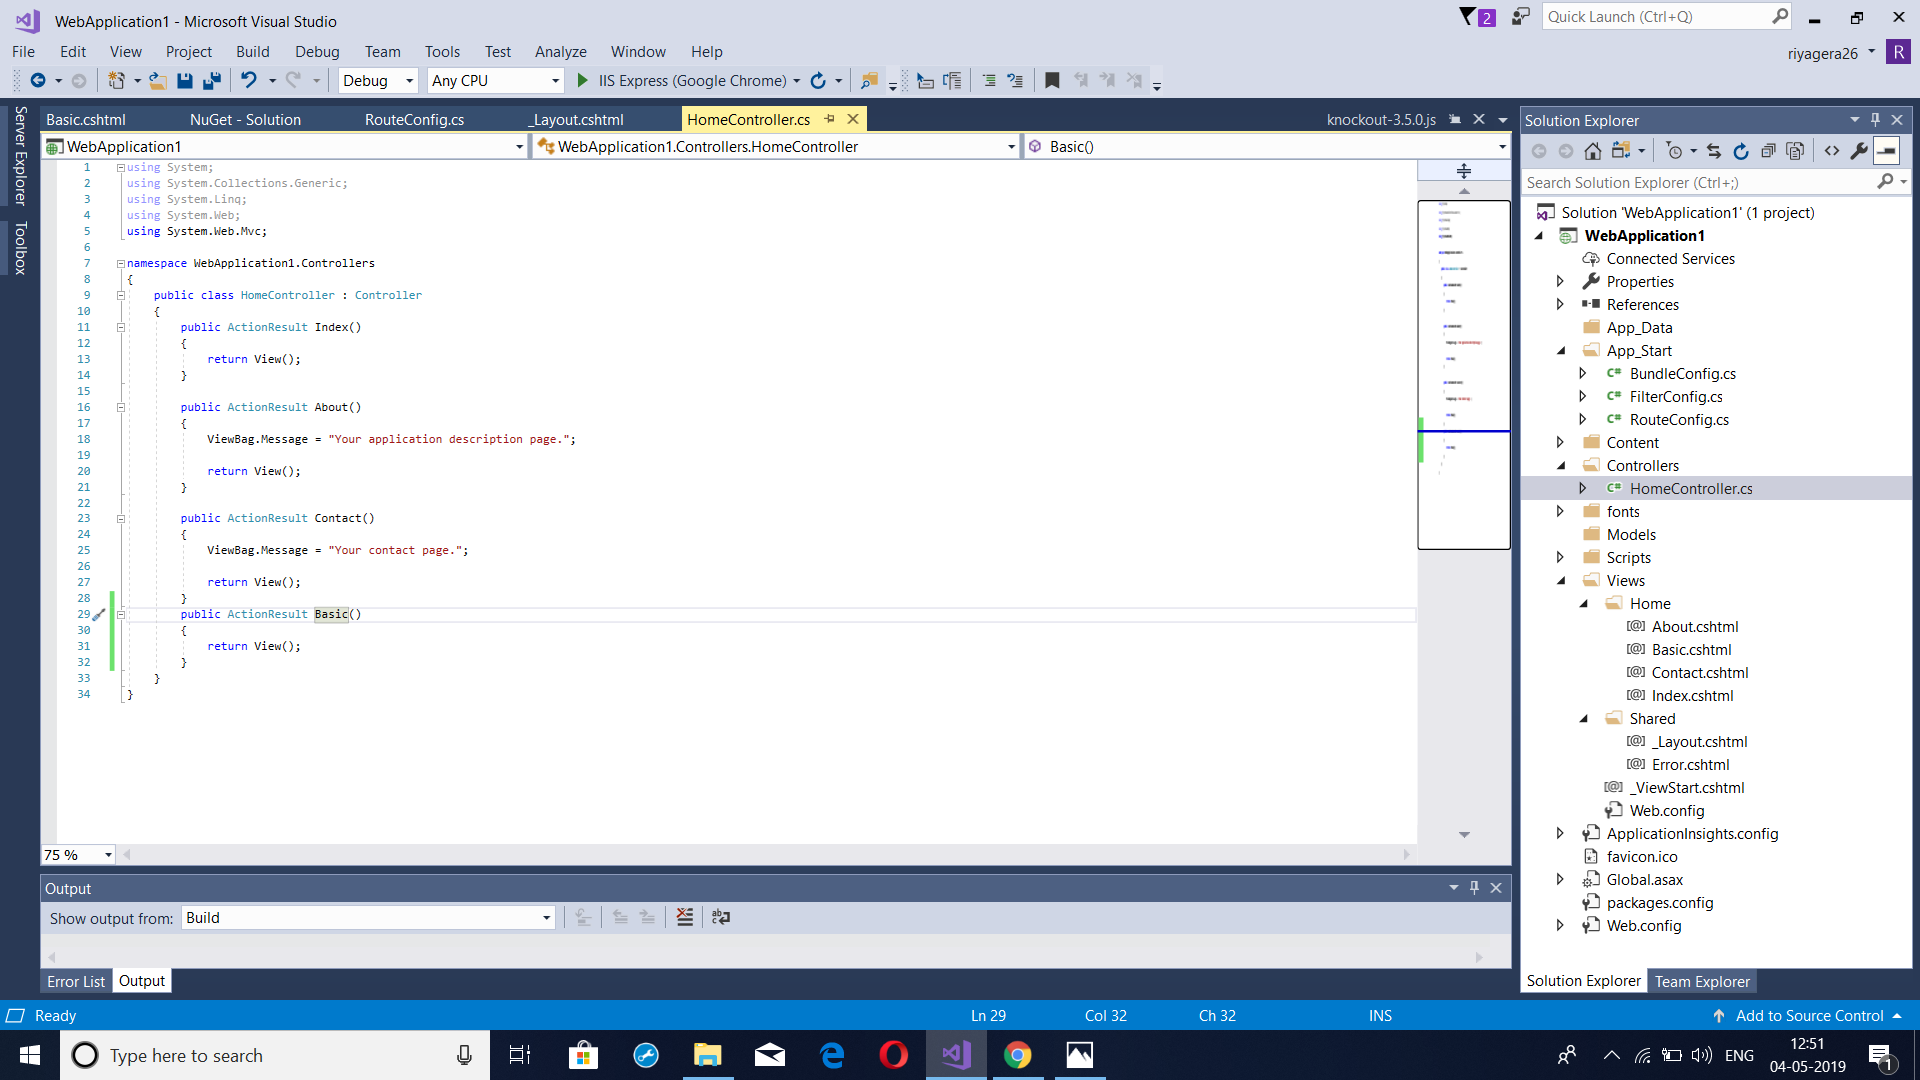 WebApplication1 - Microsoft Visual Studio
2
Quick Launch (Ctrl+Q)
File Edit View Project Build Debug Team Tools Test Analyze Window Help
riyagera26 R
Debug Any CPU IIS Express (Google Chrome)
Server Explorer
Toolbox
Basic.cshtml NuGet - Solution RouteConfig.cs _Layout.cshtml HomeController.cs knockout-3.5.0.js
WebApplication1 WebApplication1.Controllers.HomeController Basic()
1 using System;
2 using System.Collections.Generic;
3 using System.Linq;
4 using System.Web;
5 using System.Web.Mvc;
6
7 namespace WebApplication1.Controllers
8 {
9 public class HomeController : Controller
10 {
11 public ActionResult Index()
12 {
13 return View();
14 }
15
16 public ActionResult About()
17 {
18 ViewBag.Message = "Your application description page.";
19
20 return View();
21 }
22
23 public ActionResult Contact()
24 {
25 ViewBag.Message = "Your contact page.";
26
27 return View();
28 }
29 public ActionResult Basic()
30 {
31 return View();
32 }
33 }
34 }
75 %
Output
Show output from: Build
Error List Output
Solution Explorer
Search Solution Explorer (Ctrl+;)
Solution 'WebApplication1' (1 project)
WebApplication1
Connected Services
Properties
References
App_Data
App_Start
C# BundleConfig.cs
C# FilterConfig.cs
C# RouteConfig.cs
Content
Controllers
C# HomeController.cs
fonts
Models
Scripts
Views
Home
[@] About.cshtml
[@] Basic.cshtml
[@] Contact.cshtml
[@] Index.cshtml
Shared
[@] _Layout.cshtml
[@] Error.cshtml
[@] _ViewStart.cshtml
Web.config
ApplicationInsights.config
favicon.ico
Global.asax
packages.config
Web.config
Solution Explorer Team Explorer
Ready Ln 29 Col 32 Ch 32 INS Add to Source Control
Type here to search
ENG
12:51
04-05-2019
1